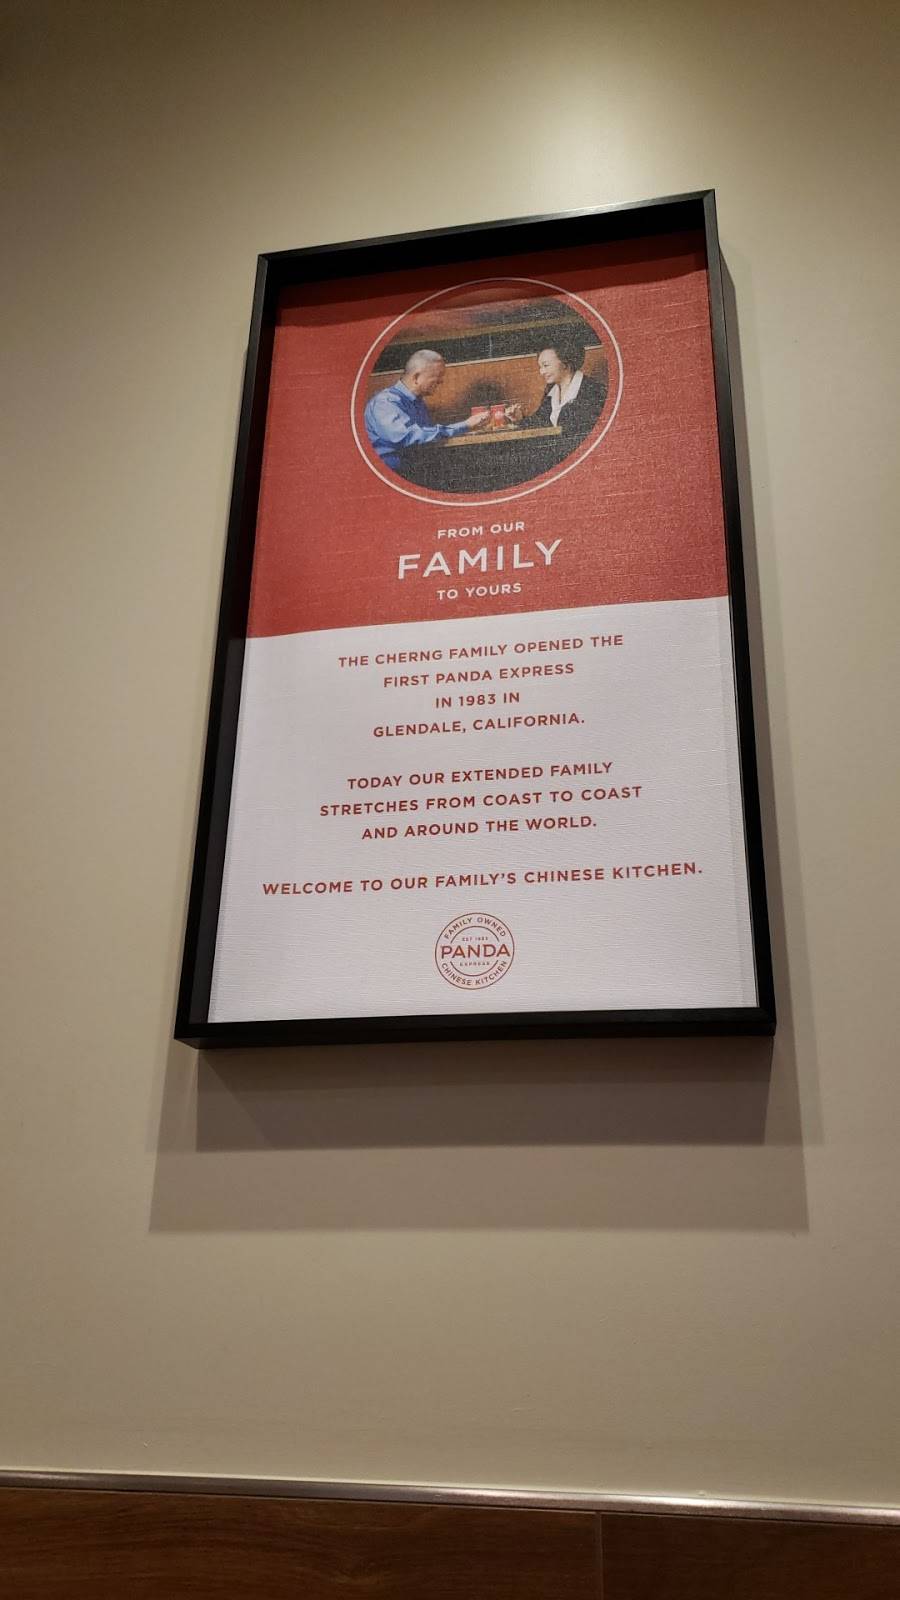 FROM OUR
FAMILY
TO YOURS
THE CHERNG FAMILY OPENED THE
FIRST PANDA EXPRESS
IN 1983 IN
GLENDALE, CALIFORNIA.
TODAY OUR EXTENDED FAMILY
STRETCHES FROM COAST TO COAST
AND AROUND THE WORLD.
WELCOME TO OUR FAMILY'S CHINESE KITCHEN.
FAMILY OWNED
EST 1983
PANDA
EXPRESS
CHINESE KITCHEN